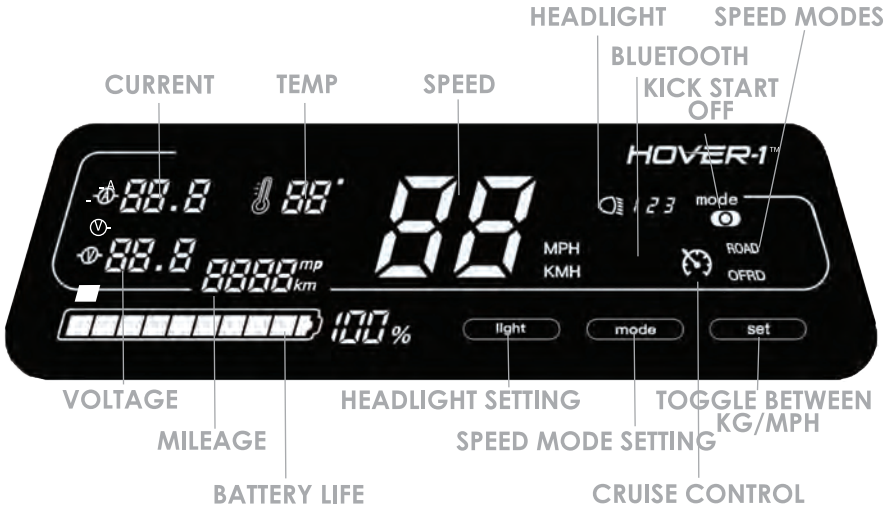 HEADLIGHT
SPEED MODES
BLUETOOTH
KICK START
OFF
CURRENT
TEMP
SPEED
HOVER-1™
A
88.8
88°
88
1 2 3
mode
V
V
88.8
8888 mp
km
MPH
KMH
ROAD
OFRD
100 %
light
mode
set
VOLTAGE
HEADLIGHT SETTING
TOGGLE BETWEEN
KG/MPH
MILEAGE
SPEED MODE SETTING
BATTERY LIFE
CRUISE CONTROL